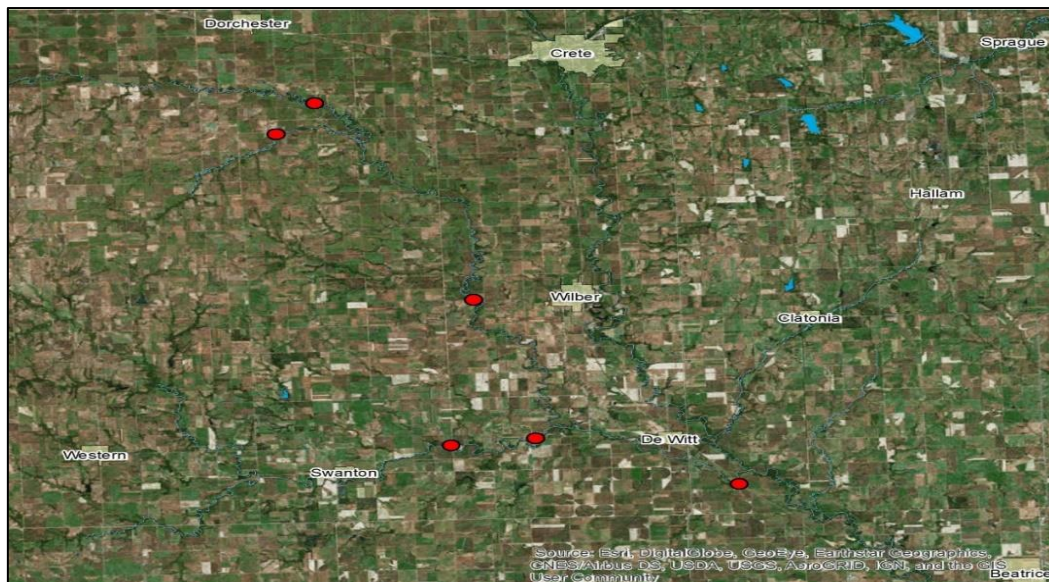 Dorchester
Crete
Sprague
Hallam
Wilber
Clatonia
De Witt
Western
Swanton
Source: Esri, DigitalGlobe, GeoEye, Earthstar Geographics,
CNES/Airbus DS, USDA, USGS, AeroGRID, IGN, and the GIS
User Community
Beatrice